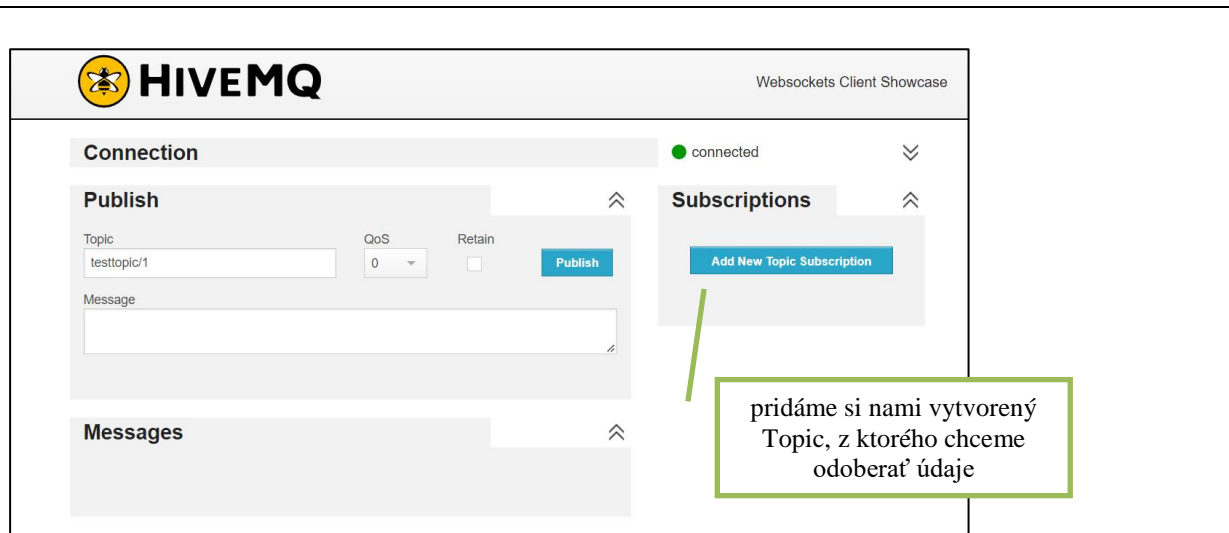 HIVEMQ
Websockets Client Showcase
Connection
connected
Publish
Subscriptions
Topic
QoS
Retain
testtopic/1
0
Publish
Add New Topic Subscription
Message
pridáme si nami vytvorený
Topic, z ktorého chceme
odoberať údaje
Messages